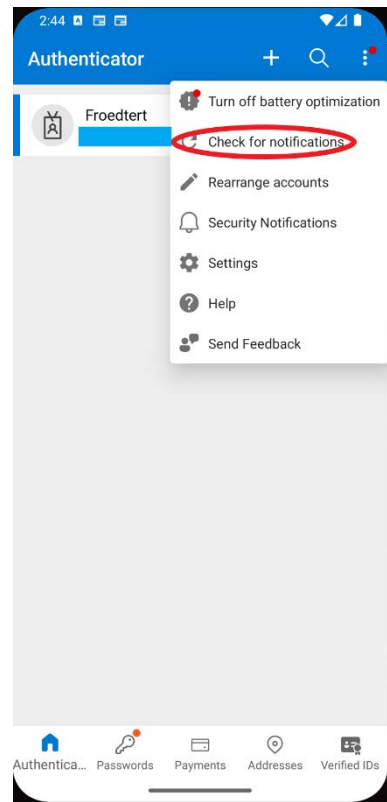 2:44
Authenticator
Froedtert
Turn off battery optimization
Check for notifications
Rearrange accounts
Security Notifications
Settings
Help
Send Feedback
Authentica... Passwords Payments Addresses Verified IDs